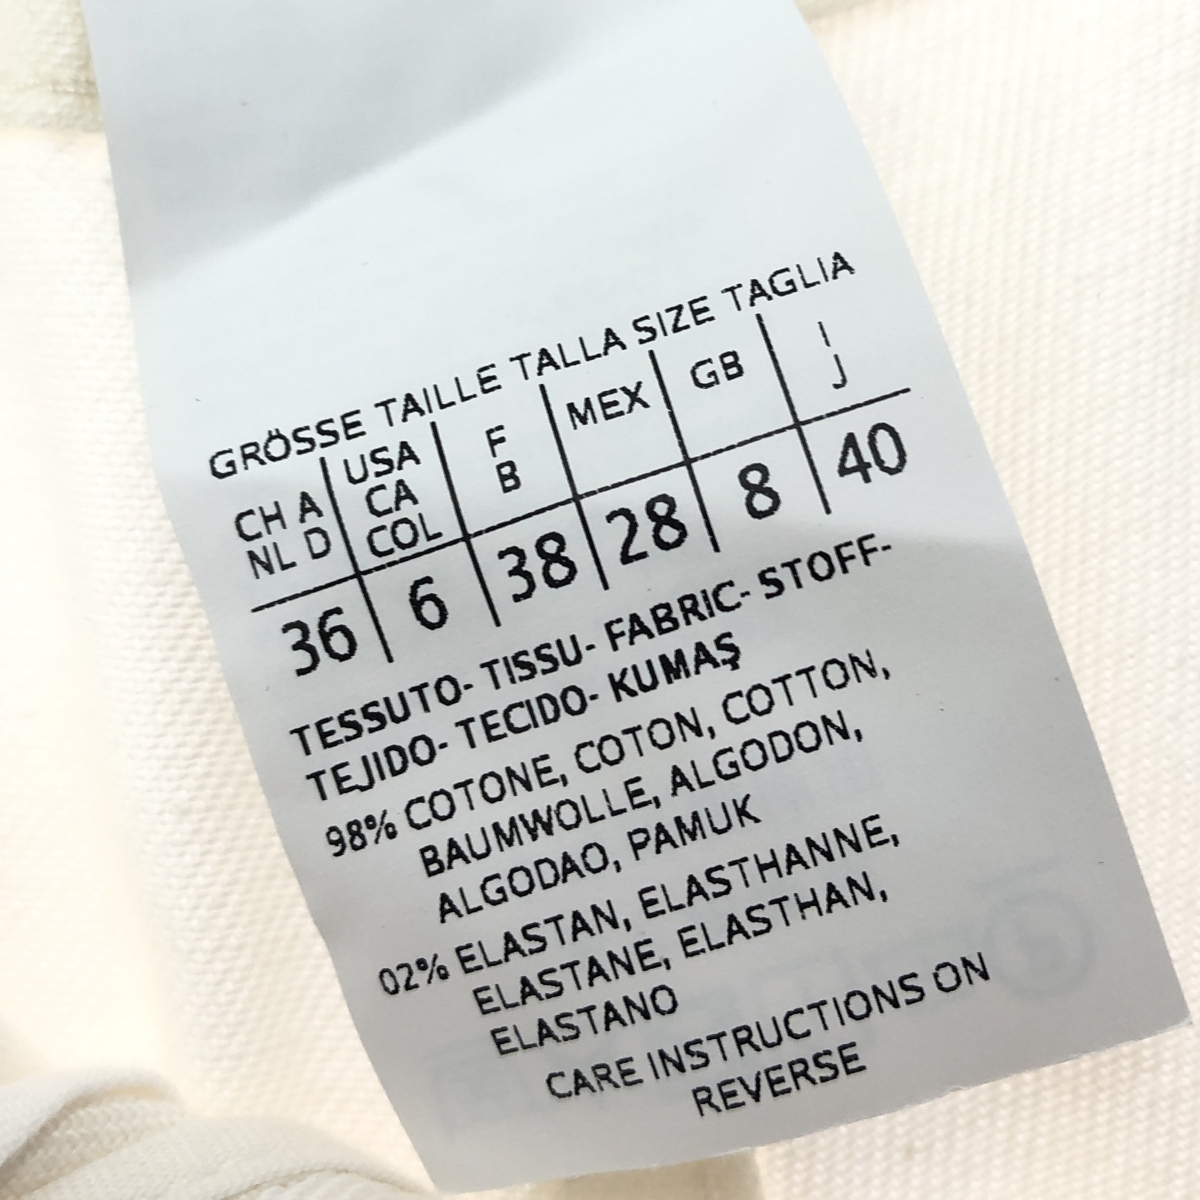 GRÖSSE TAILLE TALLA SIZE TAGLIA
CH A NL D | USA CA COL | F B | MEX | GB | I J
36 | 6 | 38 | 28 | 8 | 40
TESSUTO- TISSU- FABRIC- STOFF-
TEJIDO- TECIDO- KUMAŞ
98% COTONE, COTON, COTTON,
BAUMWOLLE, ALGODON,
ALGODAO, PAMUK
02% ELASTAN, ELASTHANNE,
ELASTANE, ELASTHAN,
ELASTANO
CARE INSTRUCTIONS ON
REVERSE